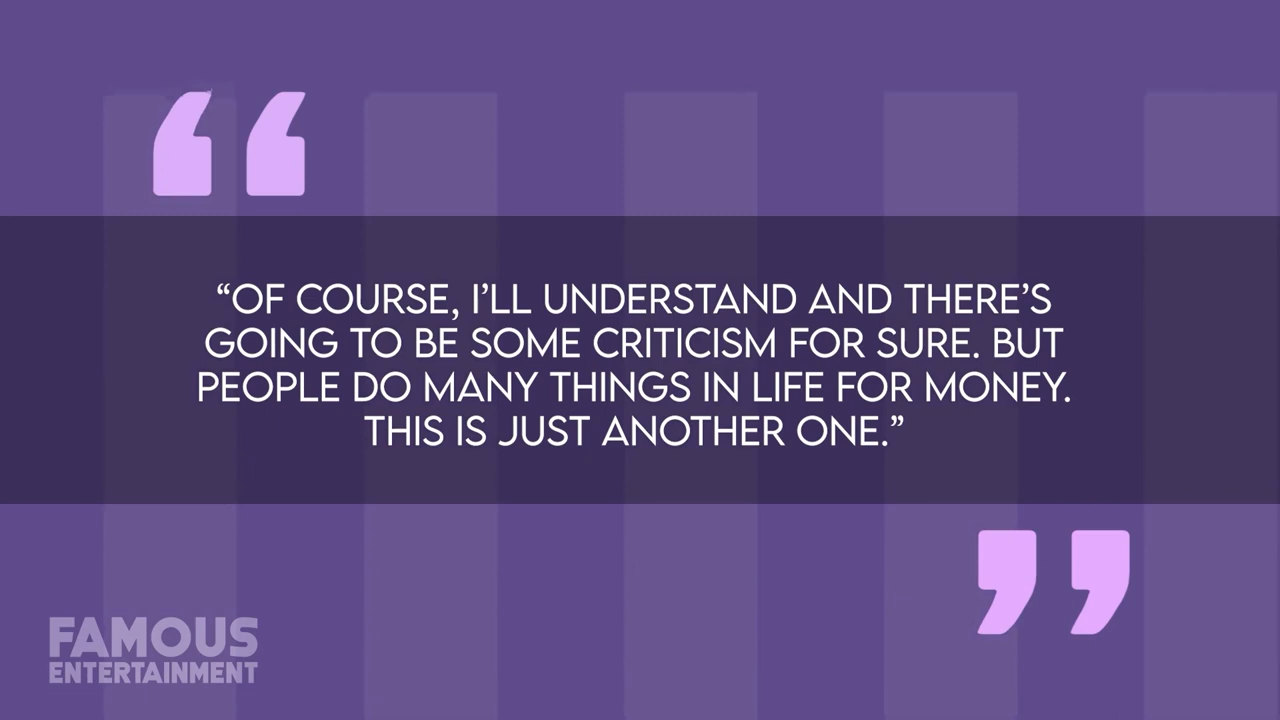 “OF COURSE, I’LL UNDERSTAND AND THERE’S
GOING TO BE SOME CRITICISM FOR SURE. BUT
PEOPLE DO MANY THINGS IN LIFE FOR MONEY.
THIS IS JUST ANOTHER ONE.”
FAMOUS
ENTERTAINMENT